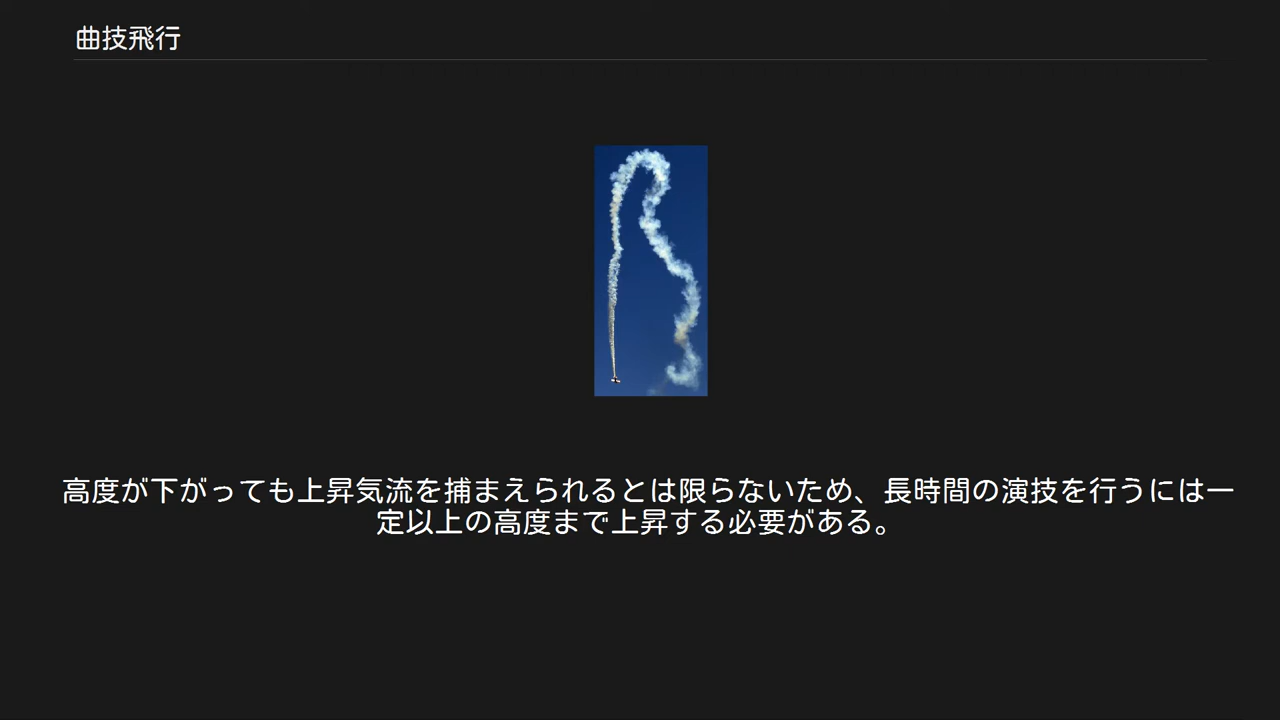 曲技飛行
高度が下がっても上昇気流を捕まえられるとは限らないため、長時間の演技を行うには一
定以上の高度まで上昇する必要がある。